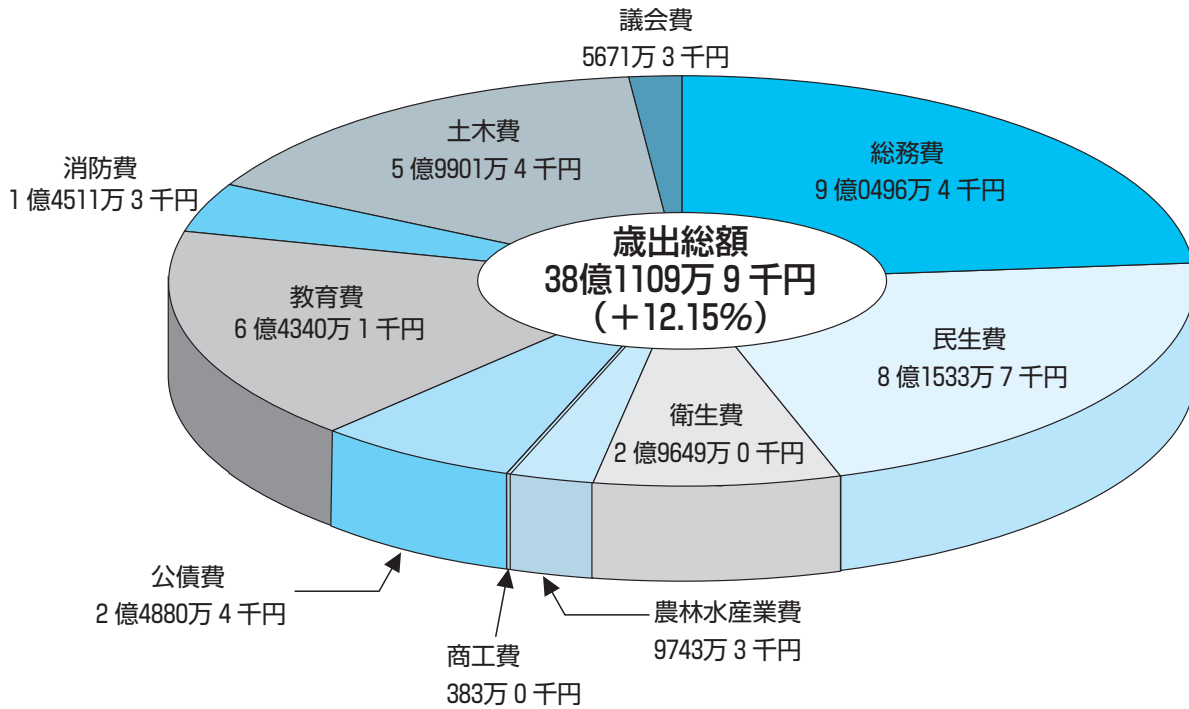 議会費
5671万3千円
総務費
9億0496万4千円
民生費
8億1533万7千円
衛生費
2億9649万0千円
農林水産業費
9743万3千円
商工費
383万0千円
公債費
2億4880万4千円
教育費
6億4340万1千円
消防費
1億4511万3千円
土木費
5億9901万4千円
歳出総額
38億1109万9千円
(+12.15%)